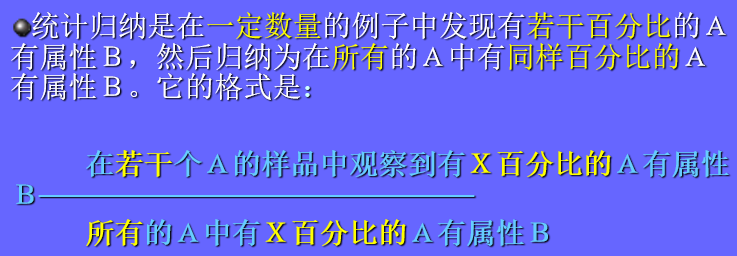 统计归纳是在一定数量的例子中发现有若干百分比的A
有属性B，然后归纳为在所有的A中有同样百分比的A
有属性B。它的格式是：
在若干个A的样品中观察到有X百分比的A有属性
B————————————————
所有的A中有X百分比的A有属性B